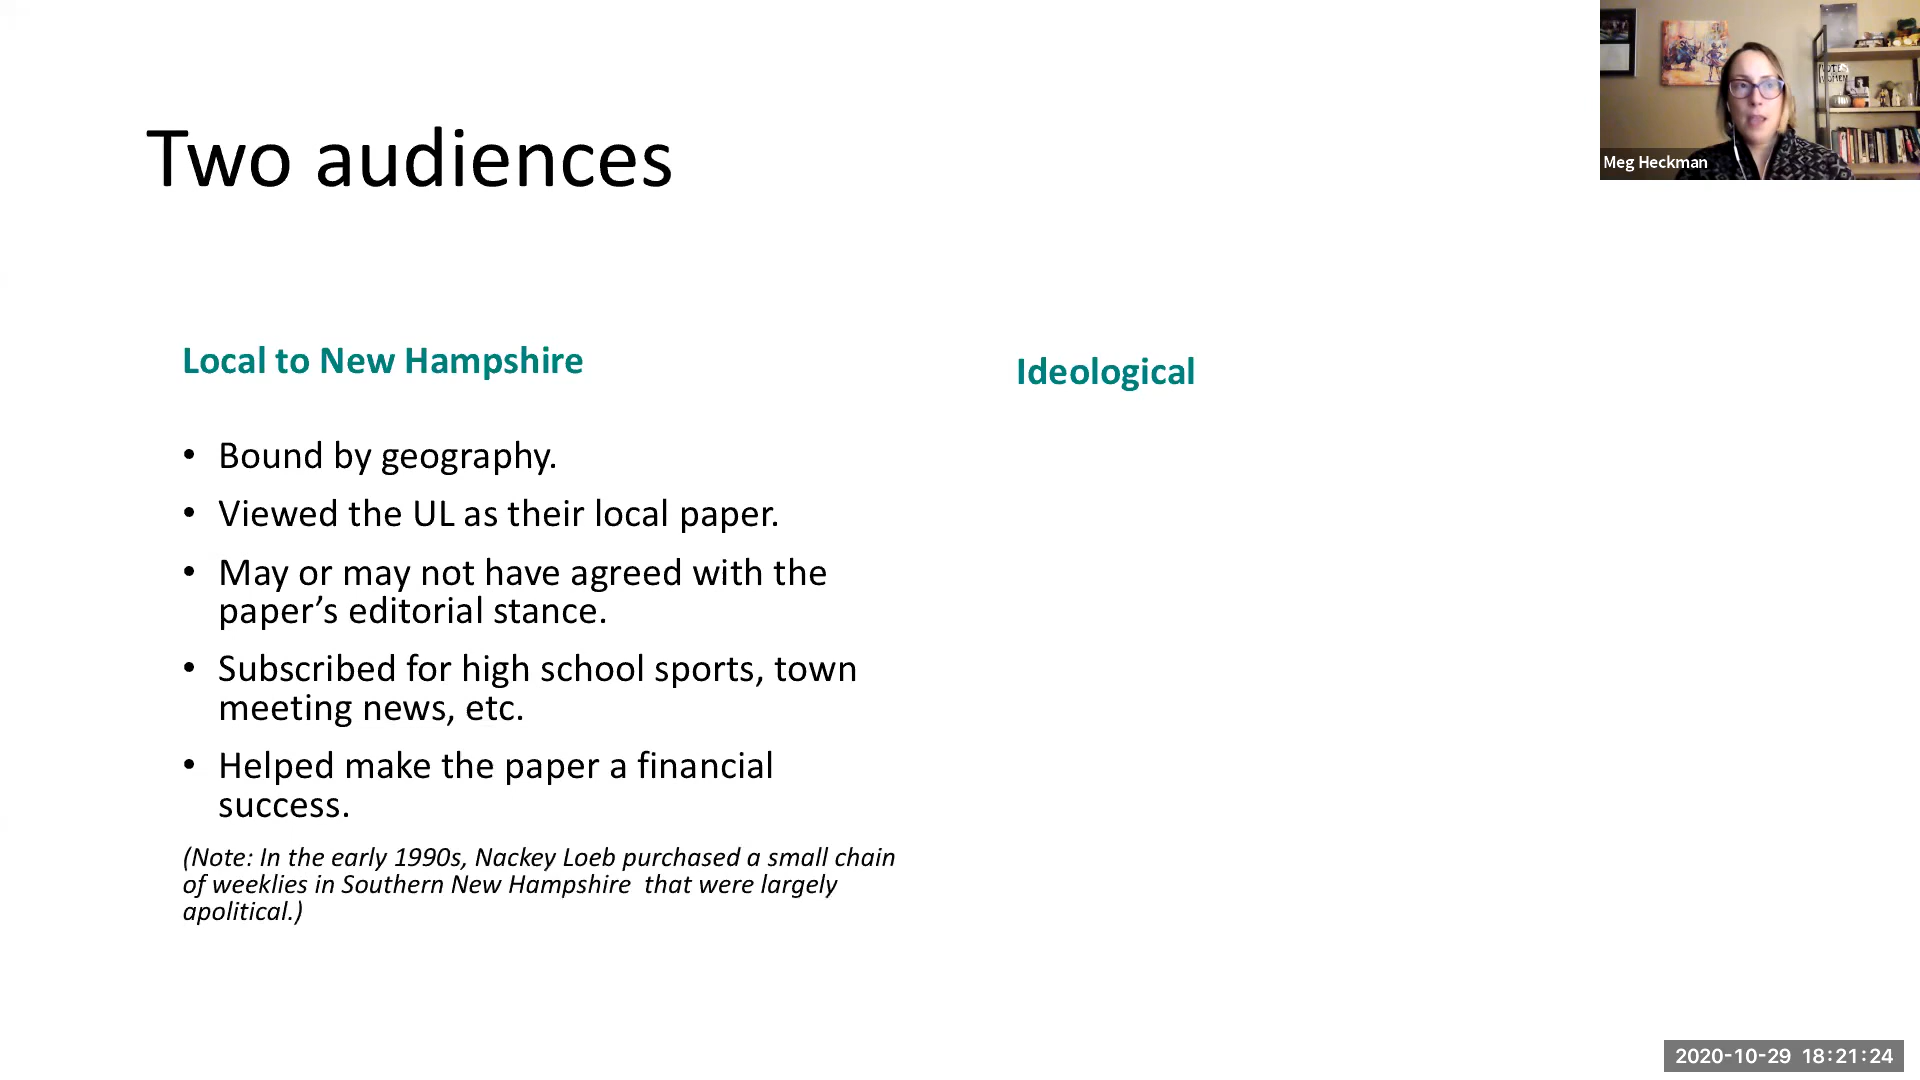 Two audiences
Local to New Hampshire
• Bound by geography.
• Viewed the UL as their local paper.
• May or may not have agreed with the
paper’s editorial stance.
• Subscribed for high school sports, town
meeting news, etc.
• Helped make the paper a financial
success.
(Note: In the early 1990s, Nackey Loeb purchased a small chain
of weeklies in Southern New Hampshire  that were largely
apolitical.)
Ideological
VOTES
WOMEN
Meg Heckman
2020-10-29 18:21:24